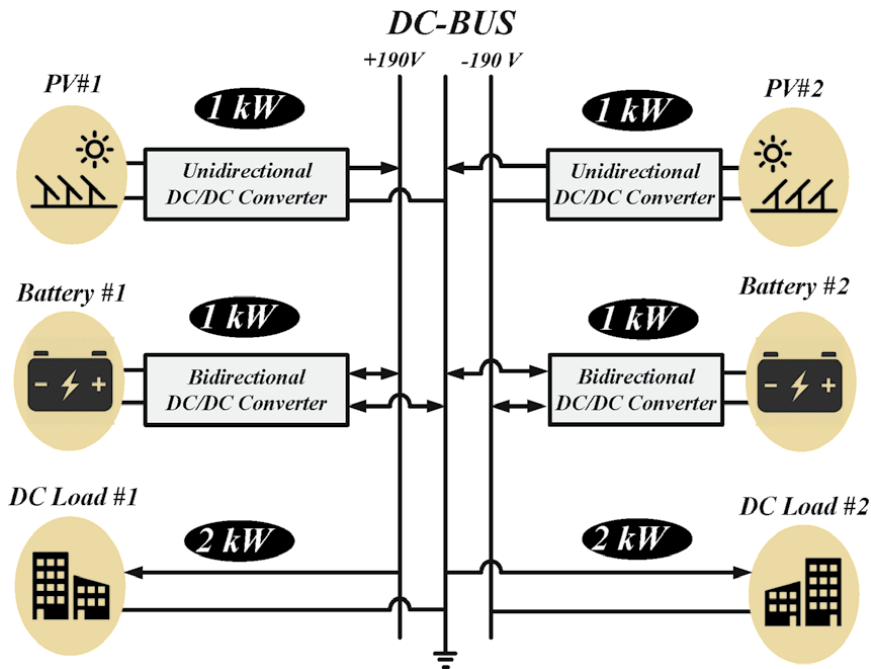 DC-BUS
+190V
-190 V
PV#1
1 kW
1 kW
PV#2
Unidirectional
DC/DC Converter
Unidirectional
DC/DC Converter
Battery #1
1 kW
1 kW
Battery #2
Bidirectional
DC/DC Converter
Bidirectional
DC/DC Converter
DC Load #1
2 kW
2 kW
DC Load #2